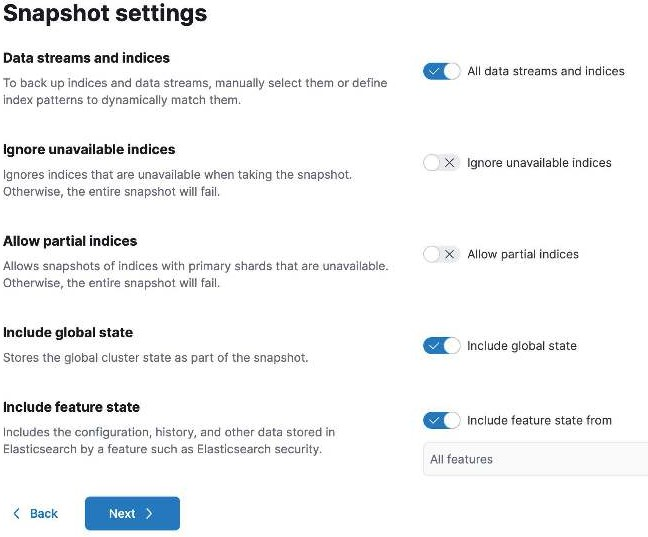 Snapshot settings
Data streams and indices
To back up indices and data streams, manually select them or define
index patterns to dynamically match them.
All data streams and indices
Ignore unavailable indices
Ignores indices that are unavailable when taking the snapshot.
Otherwise, the entire snapshot will fail.
Ignore unavailable indices
Allow partial indices
Allows snapshots of indices with primary shards that are unavailable.
Otherwise, the entire snapshot will fail.
Allow partial indices
Include global state
Stores the global cluster state as part of the snapshot.
Include global state
Include feature state
Includes the configuration, history, and other data stored in
Elasticsearch by a feature such as Elasticsearch security.
Include feature state from
All features
Back
Next